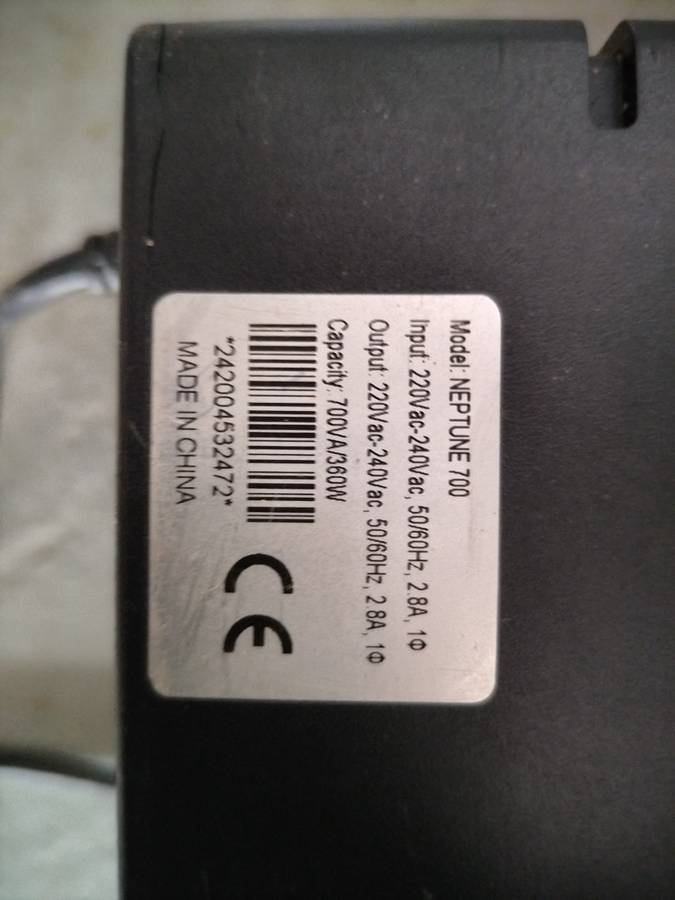 Model: NEPTUNE 700
Input: 220Vac-240Vac, 50/60Hz, 2.8A, 1Φ
Output: 220Vac-240Vac, 50/60Hz, 2.8A, 1Φ
Capacity: 700VA/360W
*242004532472*
MADE IN CHINA
CE